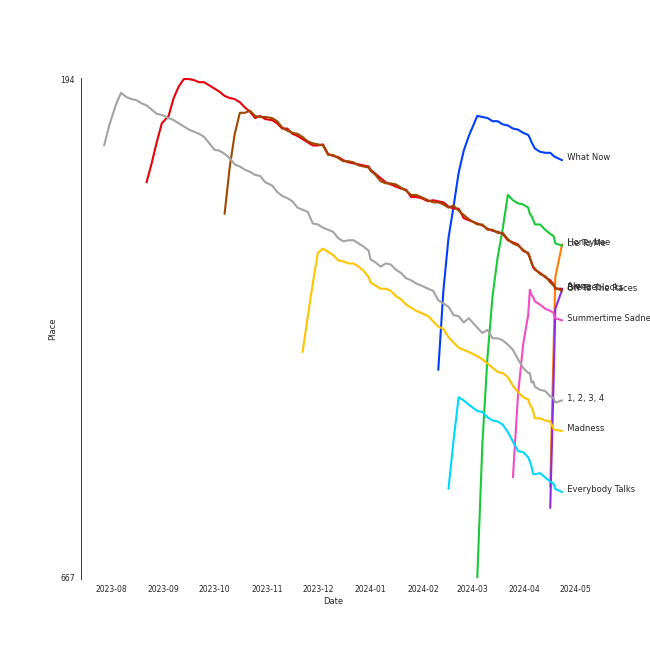 194
Place
667
What Now
Summertime Sadne
1, 2, 3, 4
Madness
Everybody Talks
2023-08
2023-09
2023-10
2023-11
2023-12
2024-01
2024-02
2024-03
2024-04
2024-05
Date